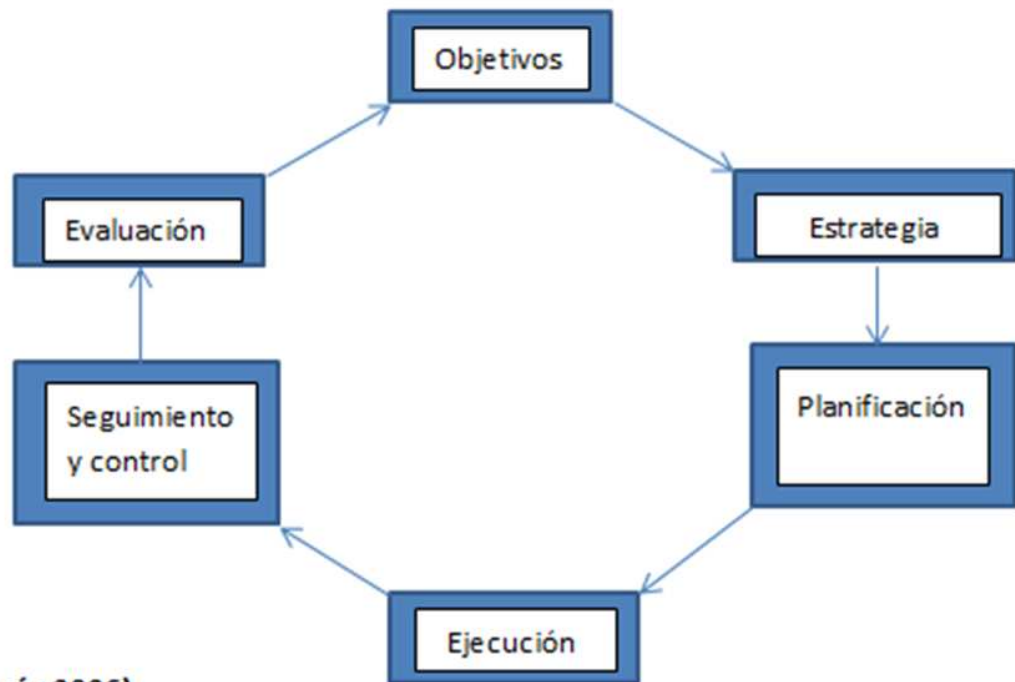 Objetivos
Estrategia
Planificación
Ejecución
Seguimiento
y control
Evaluación